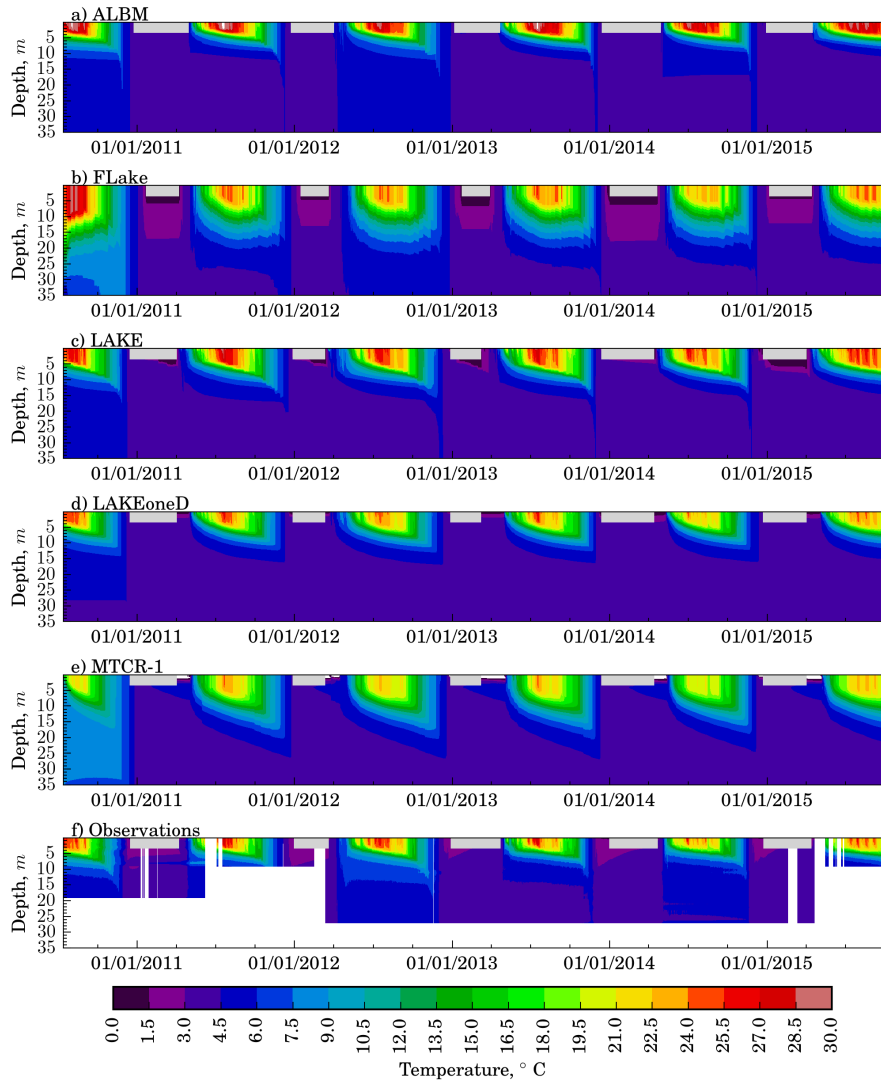 a) ALBM
Depth, m
5
10
15
20
25
30
35
01/01/2011 01/01/2012 01/01/2013 01/01/2014 01/01/2015
b) FLake
Depth, m
5
10
15
20
25
30
35
01/01/2011 01/01/2012 01/01/2013 01/01/2014 01/01/2015
c) LAKE
Depth, m
5
10
15
20
25
30
35
01/01/2011 01/01/2012 01/01/2013 01/01/2014 01/01/2015
d) LAKEoneD
Depth, m
5
10
15
20
25
30
35
01/01/2011 01/01/2012 01/01/2013 01/01/2014 01/01/2015
e) MTCR-1
Depth, m
5
10
15
20
25
30
35
01/01/2011 01/01/2012 01/01/2013 01/01/2014 01/01/2015
f) Observations
Depth, m
5
10
15
20
25
30
35
01/01/2011 01/01/2012 01/01/2013 01/01/2014 01/01/2015
0.0 1.5 3.0 4.5 6.0 7.5 9.0 10.5 12.0 13.5 15.0 16.5 18.0 19.5 21.0 22.5 24.0 25.5 27.0 28.5 30.0
Temperature, ° C